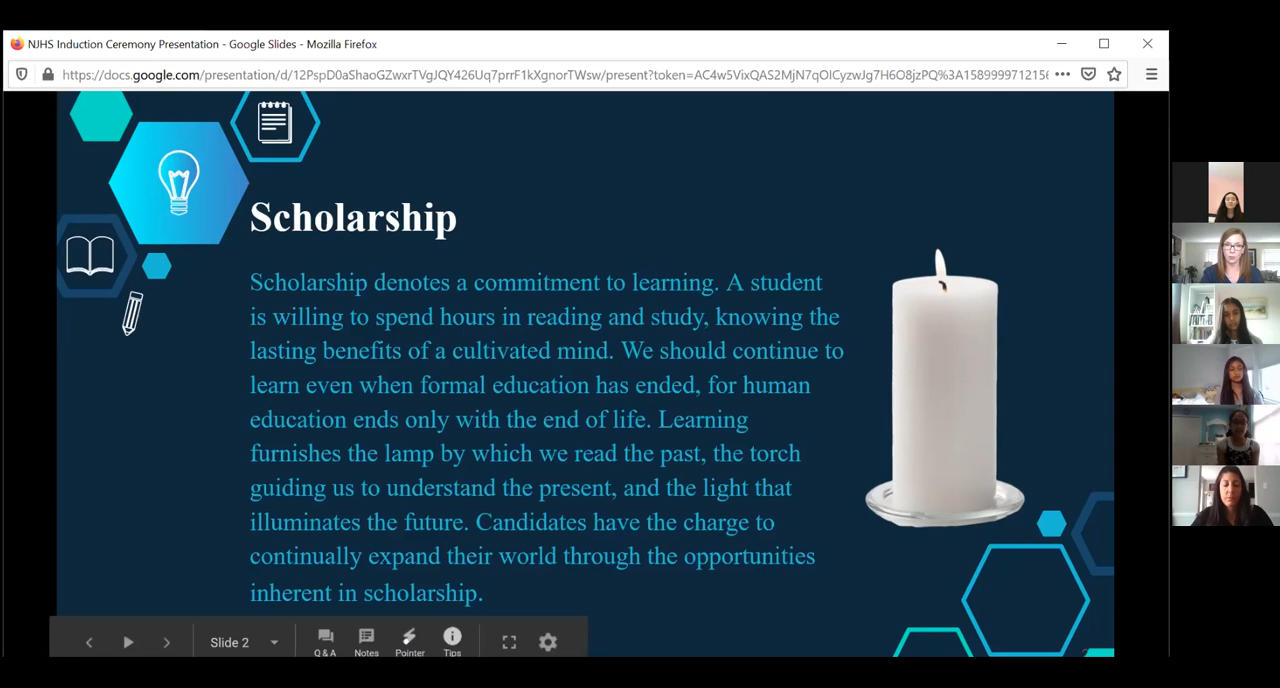 NJHS Induction Ceremony Presentation - Google Slides - Mozilla Firefox
https://docs.google.com/presentation/d/12PspD0aShaoGZwxrTVgJQY426Uq7prrF1kXgnorTWsw/present?token=AC4w5VixQAS2MjN7qOlCyzwJg7H6O8jzPQ%3A1589999712156
Scholarship
Scholarship denotes a commitment to learning. A student
is willing to spend hours in reading and study, knowing the
lasting benefits of a cultivated mind. We should continue to
learn even when formal education has ended, for human
education ends only with the end of life. Learning
furnishes the lamp by which we read the past, the torch
guiding us to understand the present, and the light that
illuminates the future. Candidates have the charge to
continually expand their world through the opportunities
inherent in scholarship.
Slide 2
Q & A
Notes
Pointer
Tips